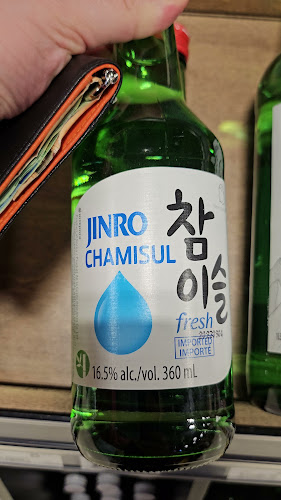 JINRO
CHAMISUL
참
이슬
fresh
IMPORTED
IMPORTÉ
16.5% alc./vol. 360 mL